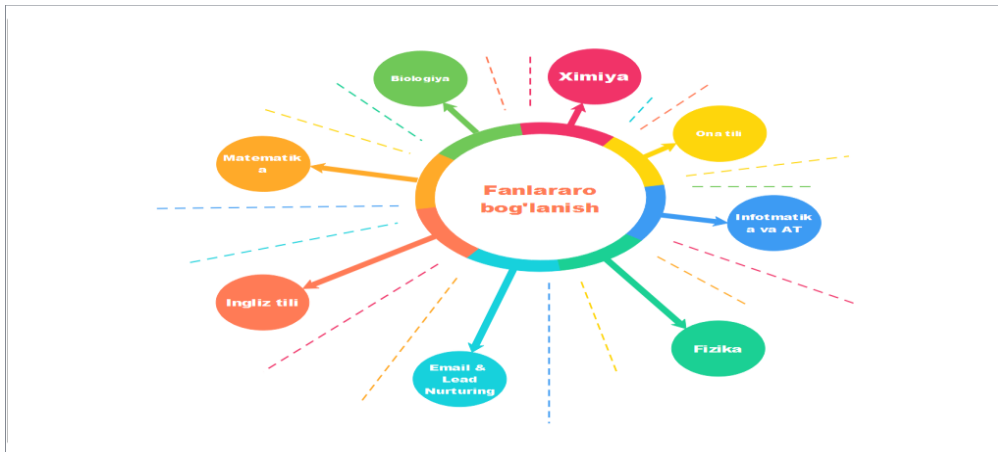 Ximiya
Biologiya
Ona tili
Matematik
a
Fanlararo
bog'lanish
Infotmatik
a va AT
Ingliz tili
Fizika
Email &
Lead
Nurturing